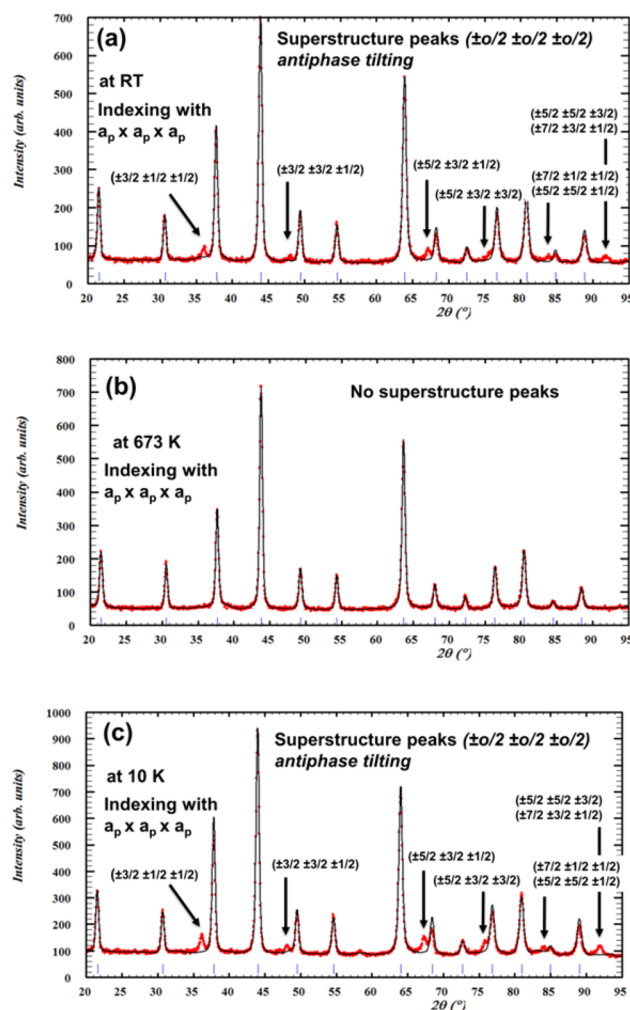 700
(a)
Superstructure peaks (±o/2 ±o/2 ±o/2)
antiphase tilting
600
at RT
Indexing with
aₚ x aₚ x aₚ
(±5/2 ±5/2 ±3/2)
(±7/2 ±3/2 ±1/2)
500
400
(±3/2 ±1/2 ±1/2)
(±3/2 ±3/2 ±1/2)
(±5/2 ±3/2 ±1/2)
(±5/2 ±3/2 ±3/2)
(±7/2 ±1/2 ±1/2)
(±5/2 ±5/2 ±1/2)
300
200
100
0
Intensity (arb. units)
20 25 30 35 40 45 50 55 60 65 70 75 80 85 90 95
2θ (°)
800
(b)
No superstructure peaks
700
at 673 K
Indexing with
aₚ x aₚ x aₚ
600
500
400
300
200
100
0
Intensity (arb. units)
20 25 30 35 40 45 50 55 60 65 70 75 80 85 90 95
2θ (°)
1000
(c)
Superstructure peaks (±o/2 ±o/2 ±o/2)
antiphase tilting
900
at 10 K
Indexing with
aₚ x aₚ x aₚ
800
700
(±5/2 ±5/2 ±3/2)
(±7/2 ±3/2 ±1/2)
600
500
(±3/2 ±1/2 ±1/2)
(±3/2 ±3/2 ±1/2)
(±5/2 ±3/2 ±1/2)
(±5/2 ±3/2 ±3/2)
(±7/2 ±1/2 ±1/2)
(±5/2 ±5/2 ±1/2)
400
300
200
100
0
Intensity (arb. units)
20 25 30 35 40 45 50 55 60 65 70 75 80 85 90 95
2θ (°)